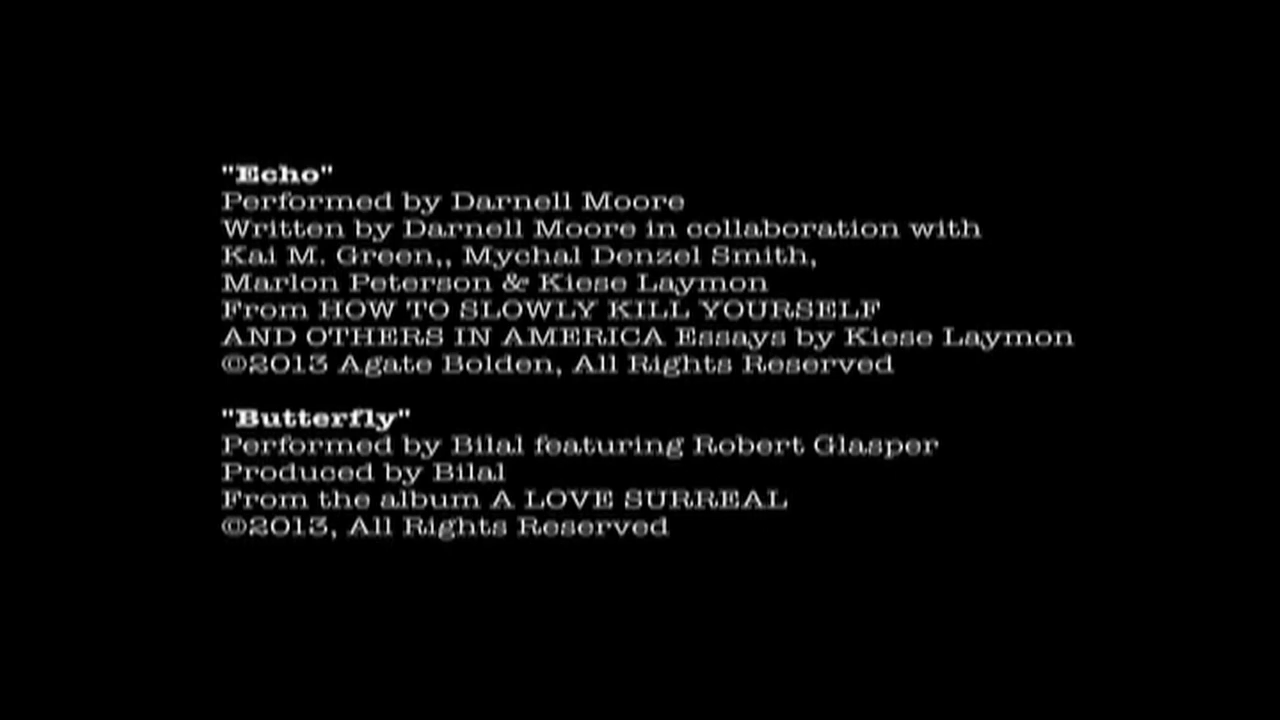 "Echo"
Performed by Darnell Moore
Written by Darnell Moore in collaboration with
Kai M. Green,, Mychal Denzel Smith,
Marlon Peterson & Kiese Laymon
From HOW TO SLOWLY KILL YOURSELF
AND OTHERS IN AMERICA Essays by Kiese Laymon
©2013 Agate Bolden, All Rights Reserved
"Butterfly"
Performed by Bilal featuring Robert Glasper
Produced by Bilal
From the album A LOVE SURREAL
©2013, All Rights Reserved